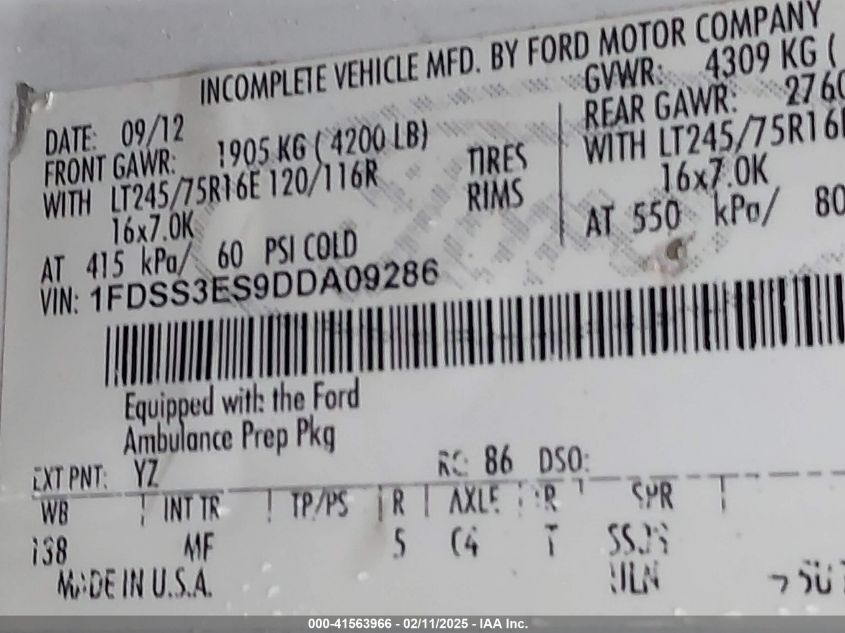 INCOMPLETE VEHICLE MFD. BY FORD MOTOR COMPANY
DATE: 09/12
GVWR: 4309 KG (
FRONT GAWR: 1905 KG ( 4200 LB)
REAR GAWR: 2760
WITH LT245/75R16E 120/116R TIRES
WITH LT245/75R16
16x7.0K RIMS
16x7.0K
AT 415 kPa/ 60 PSI COLD
AT 550 kPa/ 80
VIN: 1FDSS3ES9DDA09286
Equipped with the Ford
Ambulance Prep Pkg
EXT PNT: YZ RC: 86 DSO:
WB INT TR TP/PS R AXLE SPR
138 MF 5 C4 T
MADE IN U.S.A.
000-41563966 - 02/11/2025 - IAA Inc.